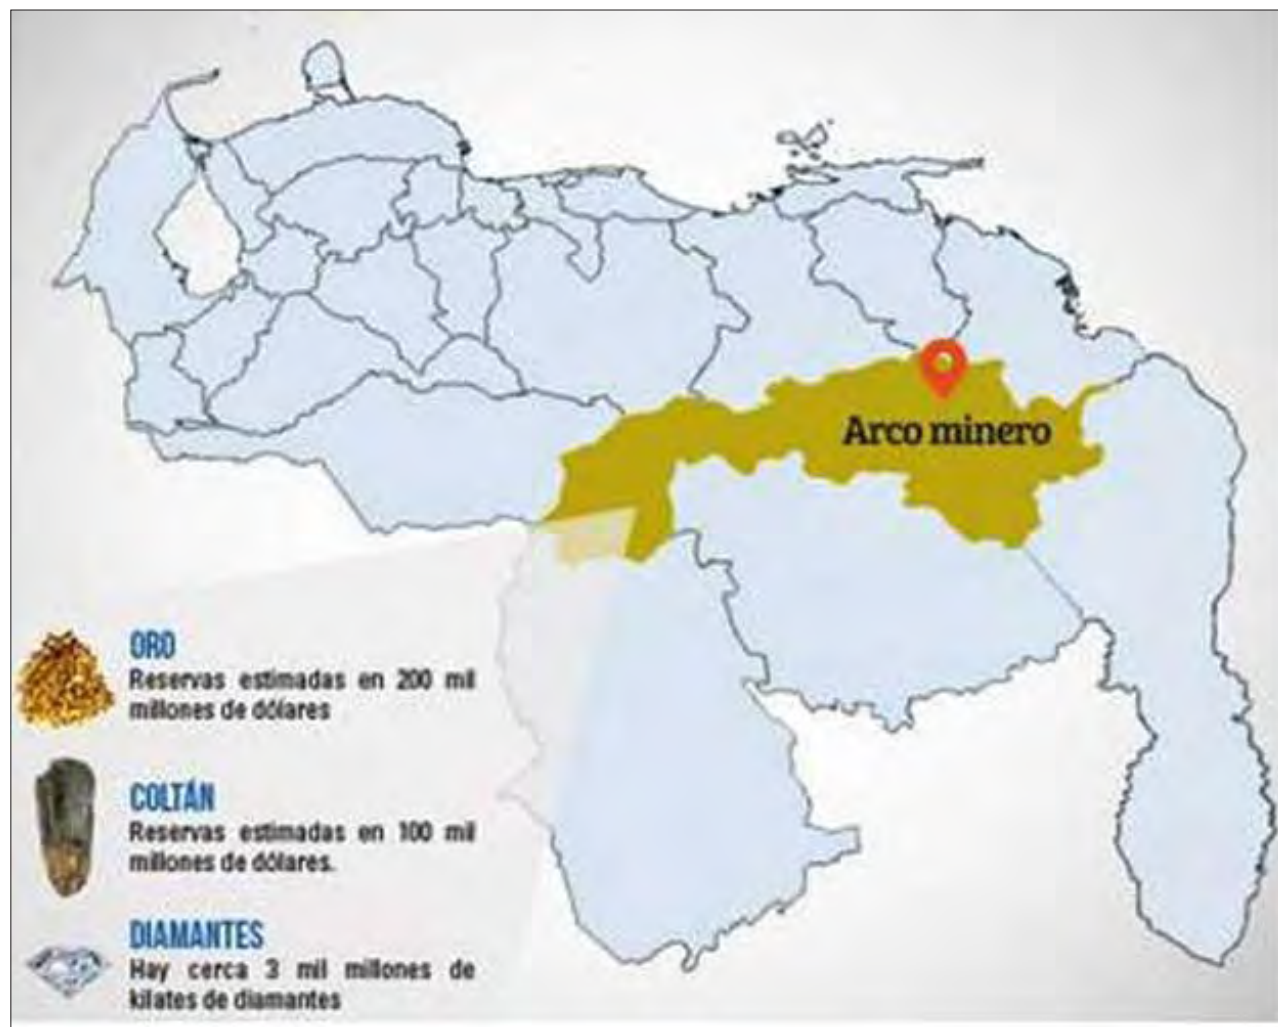 Arco minero
ORO
Reservas estimadas en 200 mil
millones de dólares
COLTÁN
Reservas estimadas en 100 mil
millones de dólares.
DIAMANTES
Hay cerca 3 mil millones de
kilates de diamantes